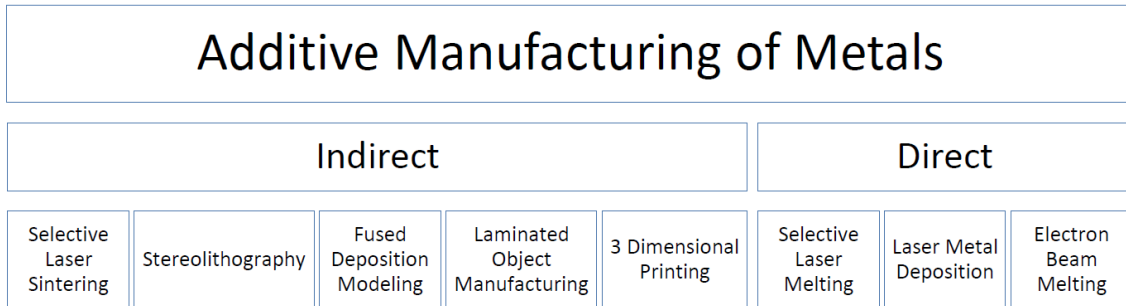 Additive Manufacturing of Metals
Indirect
Direct
Selective
Laser
Sintering
Stereolithography
Fused
Deposition
Modeling
Laminated
Object
Manufacturing
3 Dimensional
Printing
Selective
Laser
Melting
Laser Metal
Deposition
Electron
Beam
Melting